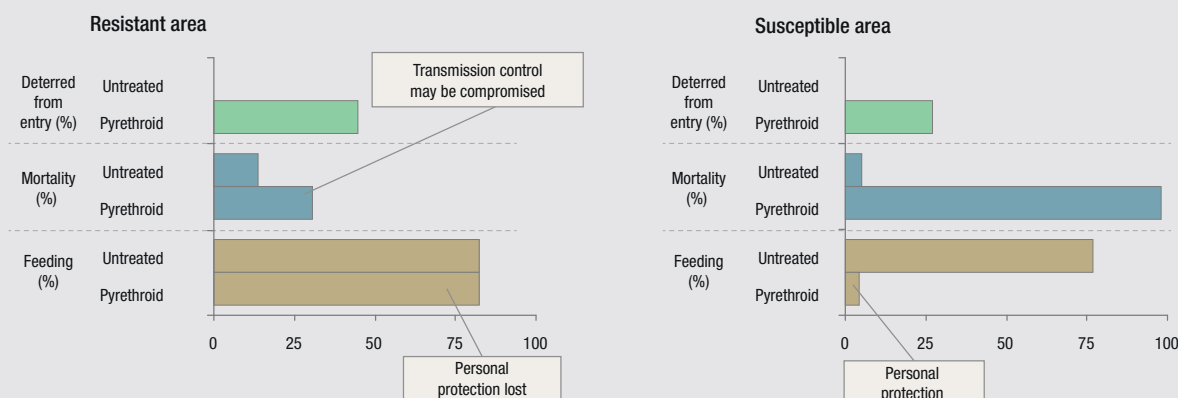 Resistant area
Deterred
from
entry (%)
Untreated
Pyrethroid
Mortality
(%)
Untreated
Pyrethroid
Feeding
(%)
Untreated
Pyrethroid
0 25 50 75 100
Transmission control
may be compromised
Personal
protection lost
Susceptible area
Deterred
from
entry (%)
Untreated
Pyrethroid
Mortality
(%)
Untreated
Pyrethroid
Feeding
(%)
Untreated
Pyrethroid
0 25 50 75 100
Personal
protection